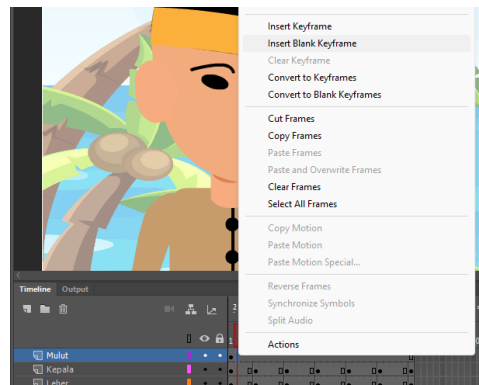 Insert Keyframe
Insert Blank Keyframe
Clear Keyframe
Convert to Keyframes
Convert to Blank Keyframes
Cut Frames
Copy Frames
Paste Frames
Paste and Overwrite Frames
Clear Frames
Select All Frames
Copy Motion
Paste Motion
Paste Motion Special...
Reverse Frames
Synchronize Symbols
Split Audio
Actions
Timeline Output
1
Mulut
Kepala
Leher